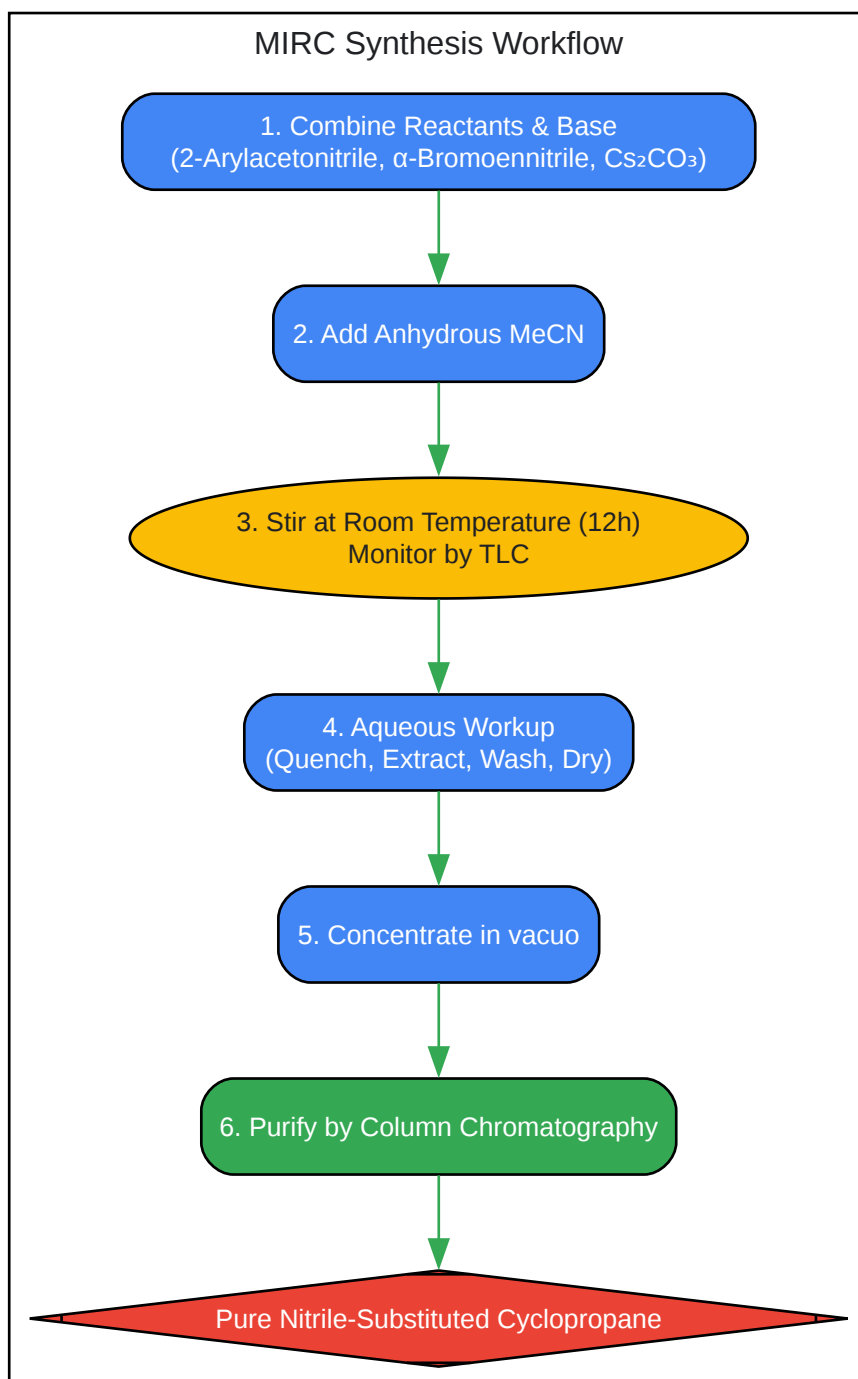 MIRC Synthesis Workflow
1. Combine Reactants & Base
(2-Arylacetonitrile, α-Bromoennitrile, Cs₂CO₃)
2. Add Anhydrous MeCN
3. Stir at Room Temperature (12h)
Monitor by TLC
4. Aqueous Workup
(Quench, Extract, Wash, Dry)
5. Concentrate in vacuo
6. Purify by Column Chromatography
Pure Nitrile-Substituted Cyclopropane